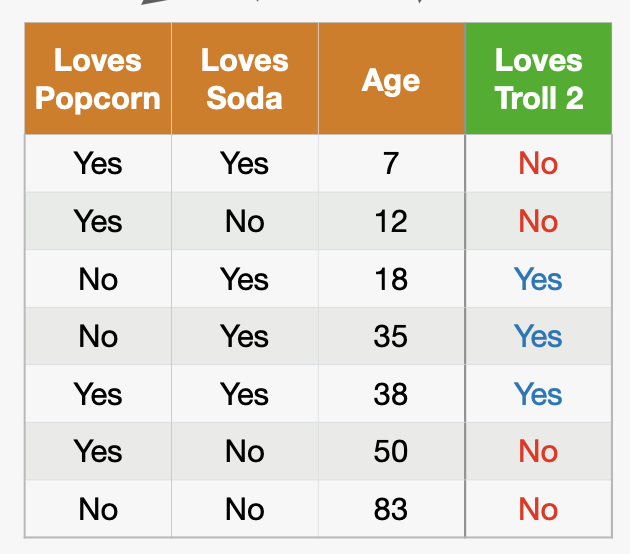 Loves Popcorn Loves Soda Age Loves Troll 2
Yes Yes 7 No
Yes No 12 No
No Yes 18 Yes
No Yes 35 Yes
Yes Yes 38 Yes
Yes No 50 No
No No 83 No